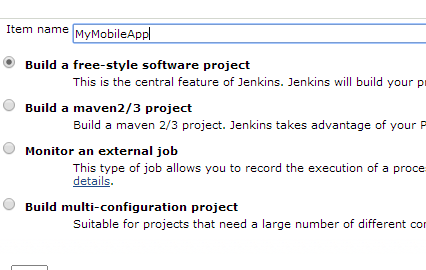 Item name MyMobileApp
Build a free-style software project
This is the central feature of Jenkins. Jenkins will build your
Build a maven2/3 project
Build a maven 2/3 project. Jenkins takes advantage of your
Monitor an external job
This type of job allows you to record the execution of a
details.
Build multi-configuration project
Suitable for projects that need a large number of different